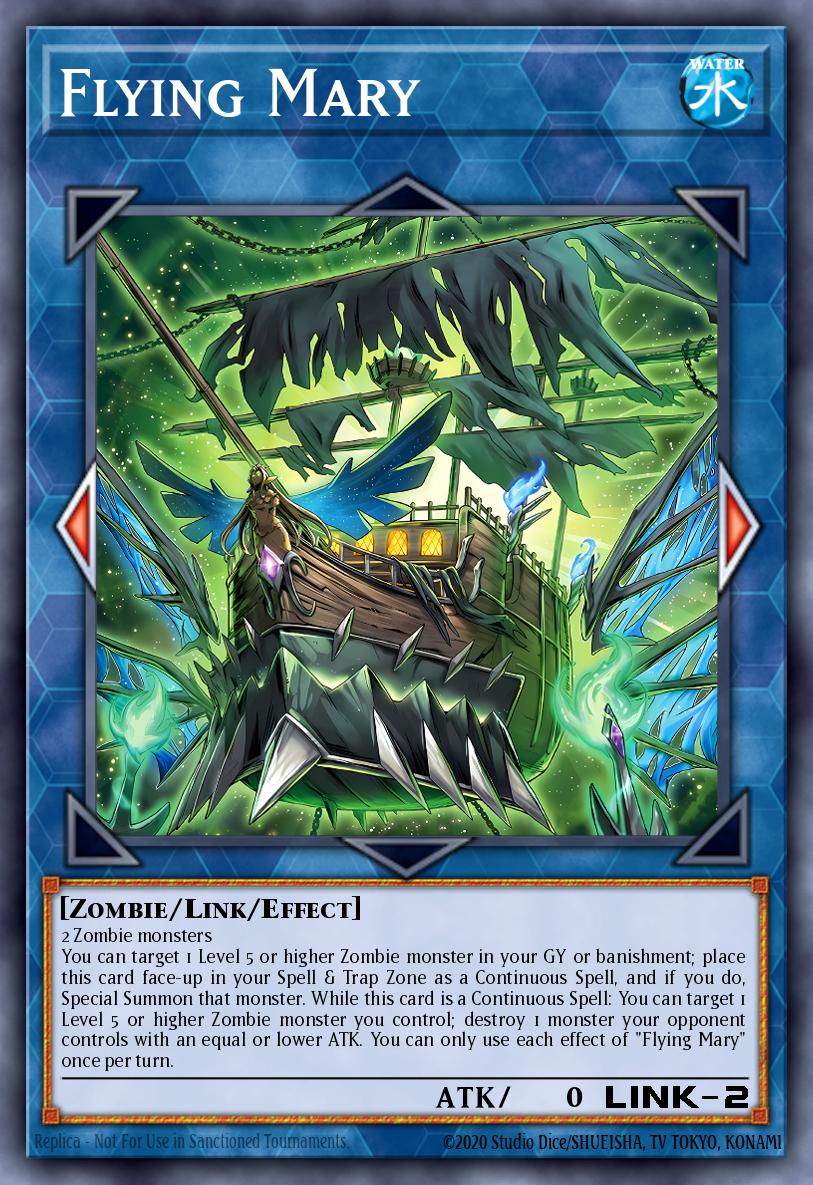 Flying Mary
WATER
水
[Zombie/Link/Effect]
2 Zombie monsters
You can target 1 Level 5 or higher Zombie monster in your GY or banishment; place
this card face-up in your Spell & Trap Zone as a Continuous Spell, and if you do,
Special Summon that monster. While this card is a Continuous Spell: You can target 1
Level 5 or higher Zombie monster you control; destroy 1 monster your opponent
controls with an equal or lower ATK. You can only use each effect of "Flying Mary"
once per turn.
ATK/ 0 LINK-2
Replica - Not For Use in Sanctioned Tournaments.
©2020 Studio Dice/SHUEISHA, TV TOKYO, KONAMI